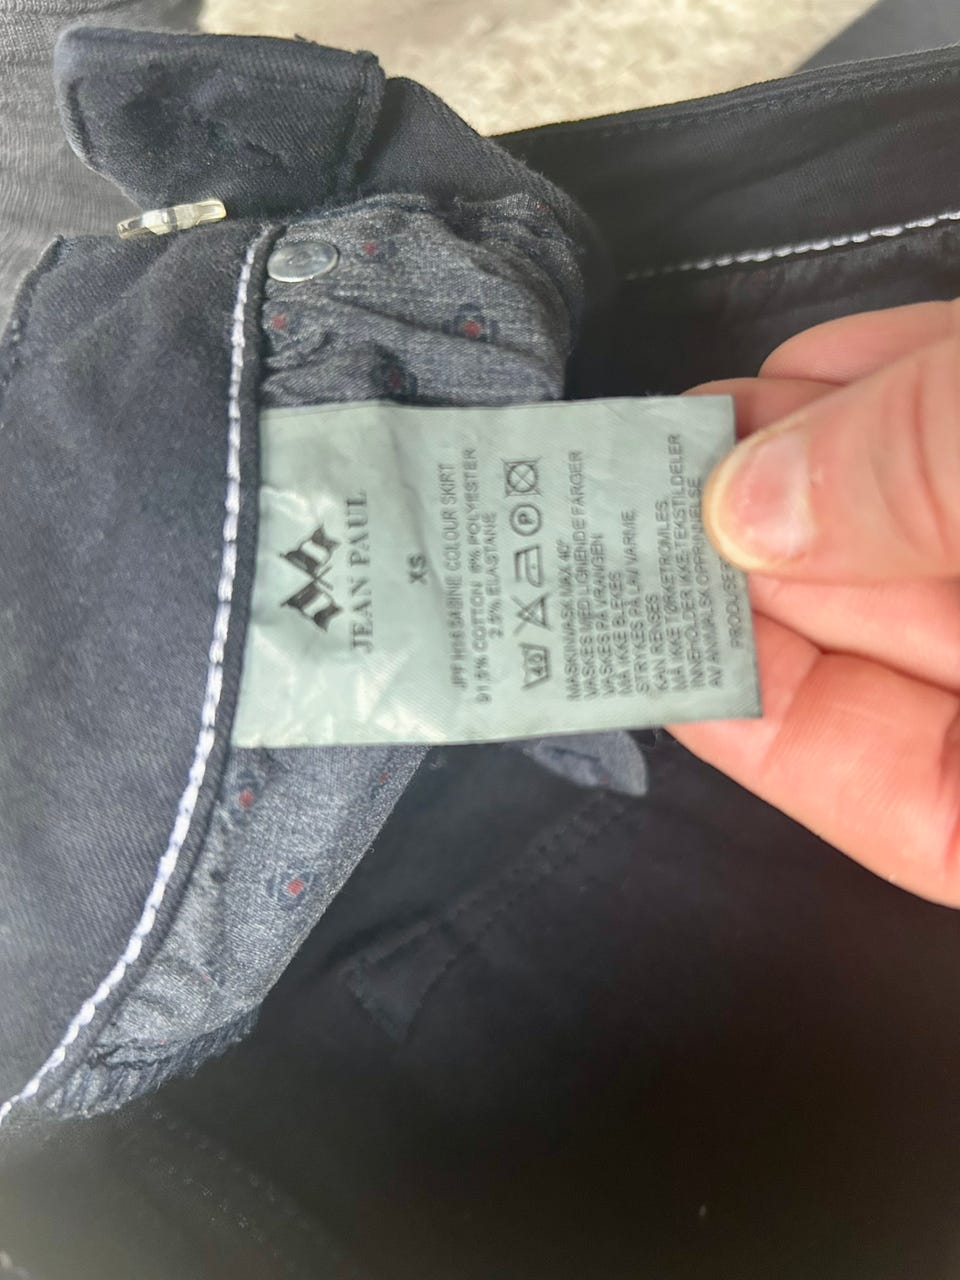 JEAN PAUL
XS
JPF H16 SABINE COLOUR SKIRT
91,5% COTTON 6% POLYESTER
2.5% ELASTANE
40
P
MASKINVASK MAX 40°
VASKES MED LIGNENDE FARGER
VASKES PÅ VRANGEN
MÅ IKKE BLEKES
STRYKES PÅ LAV VARME
KAN RENSES
MÅ IKKE TØRKETROMLES
INNEHOLDER IKKE TEKSTILDELER
AV ANIMALSK OPPRINNELSE